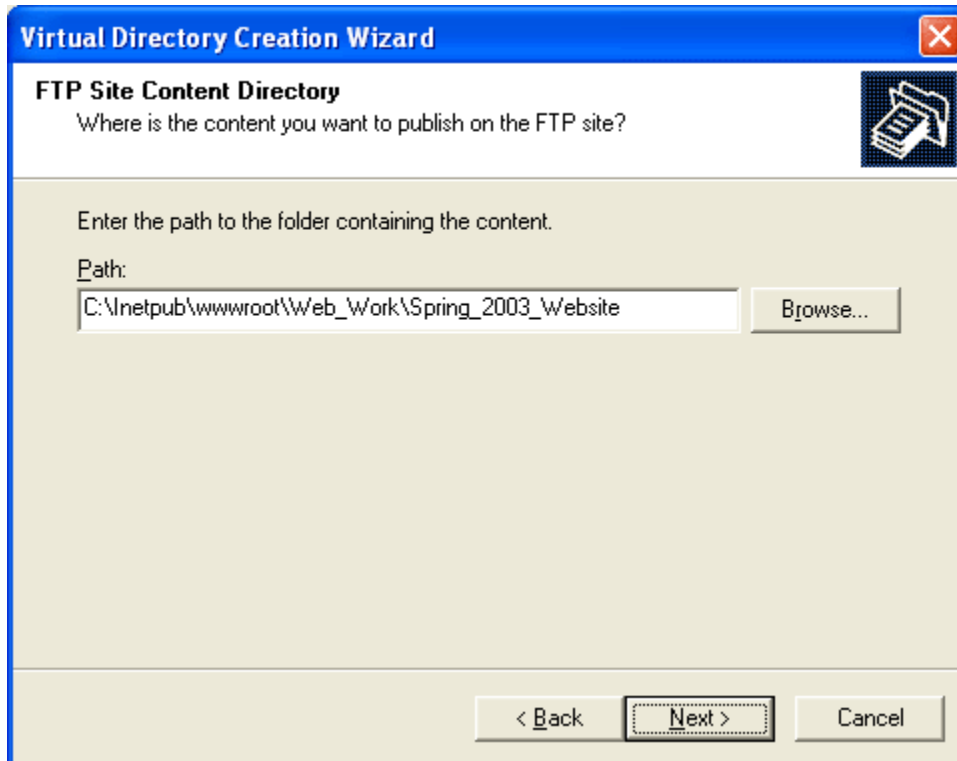 Virtual Directory Creation Wizard
FTP Site Content Directory
Where is the content you want to publish on the FTP site?
Enter the path to the folder containing the content.
Path:
C:\Inetpub\wwwroot\Web_Work\Spring_2003_Website
Browse...
< Back
Next >
Cancel